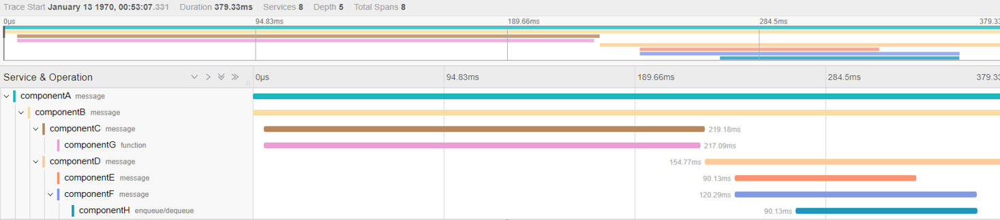 Trace Start January 13 1970, 00:53:07.331 Duration 379.33ms Services 8 Depth 5 Total Spans 8
0μs 94.83ms 189.66ms 284.5ms 379.33
Service & Operation 0μs 94.83ms 189.66ms 284.5ms 379.33
componentA message
componentB message
componentC message 219.18ms
componentG function 217.09ms
componentD message 154.77ms
componentE message 90.13ms
componentF message 120.29ms
componentH enqueue/dequeue 90.13ms